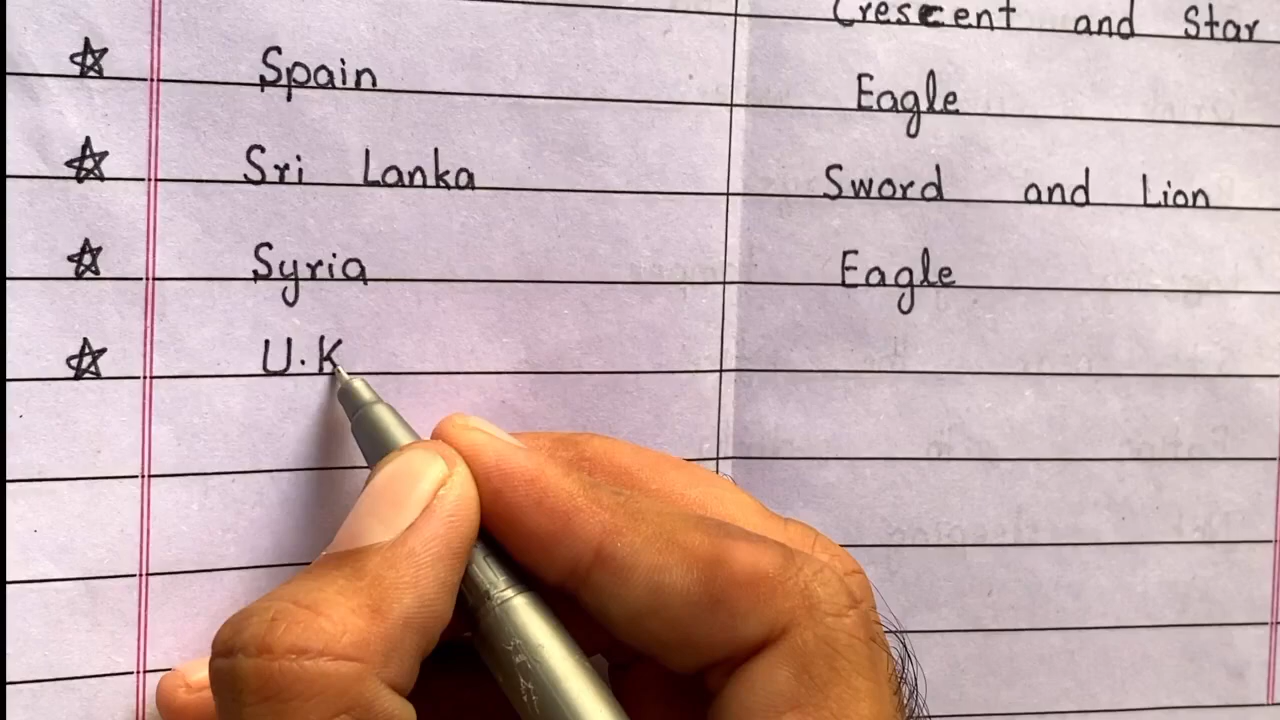 Crescent and Star
Spain Eagle
Sri Lanka Sword and Lion
Syria Eagle
U.K